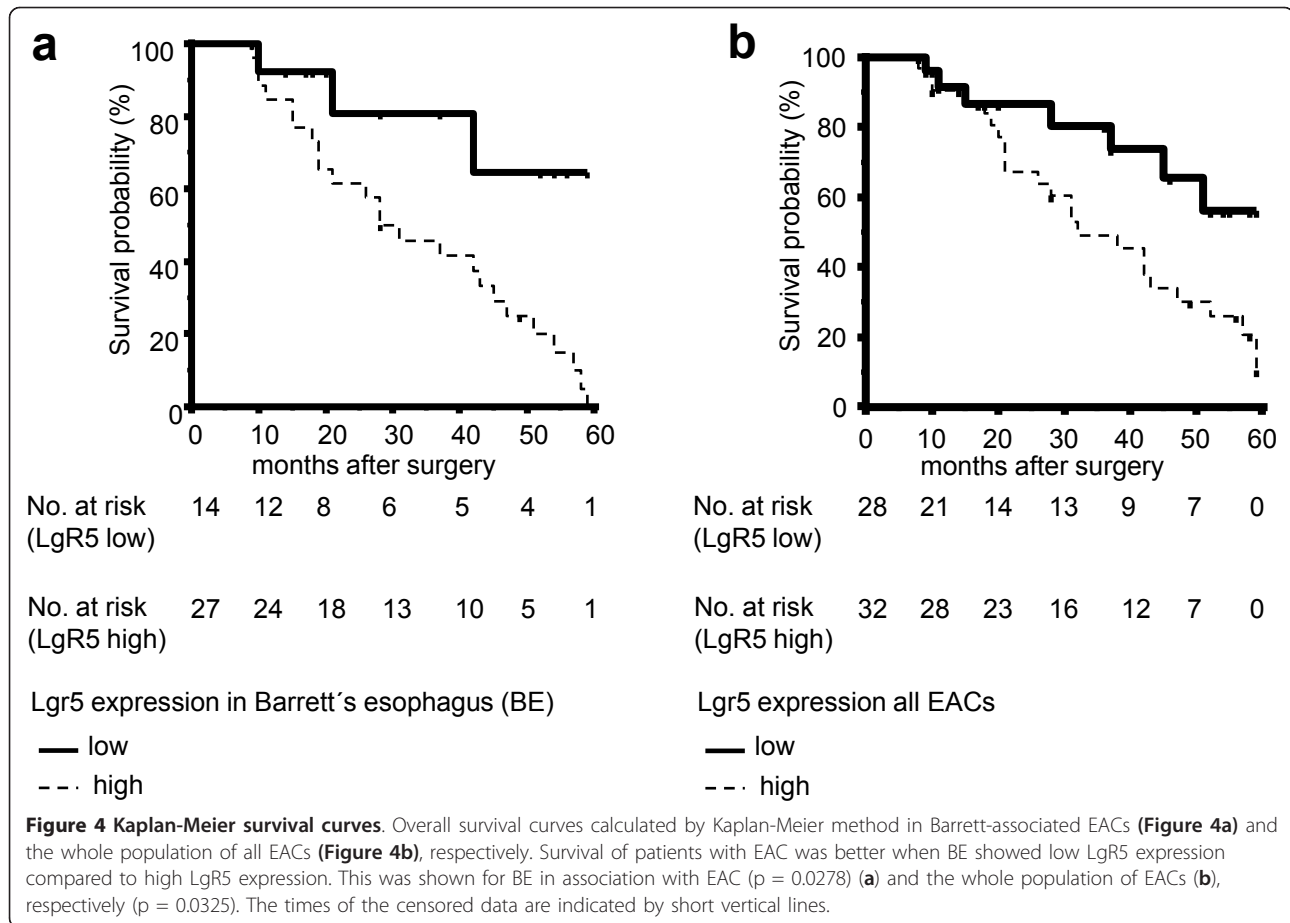 a
100
80
60
40
20
0
Survival probability (%)
0 10 20 30 40 50 60
months after surgery
No. at risk 14 12 8 6 5 4 1
(LgR5 low)
No. at risk 27 24 18 13 10 5 1
(LgR5 high)
Lgr5 expression in Barrett´s esophagus (BE)
low
high
b
100
80
60
40
20
0
Survival probability (%)
0 10 20 30 40 50 60
months after surgery
No. at risk 28 21 14 13 9 7 0
(LgR5 low)
No. at risk 32 28 23 16 12 7 0
(LgR5 high)
Lgr5 expression all EACs
low
high
Figure 4 Kaplan-Meier survival curves. Overall survival curves calculated by Kaplan-Meier method in Barrett-associated EACs (Figure 4a) and
the whole population of all EACs (Figure 4b), respectively. Survival of patients with EAC was better when BE showed low LgR5 expression
compared to high LgR5 expression. This was shown for BE in association with EAC (p = 0.0278) (a) and the whole population of EACs (b),
respectively (p = 0.0325). The times of the censored data are indicated by short vertical lines.